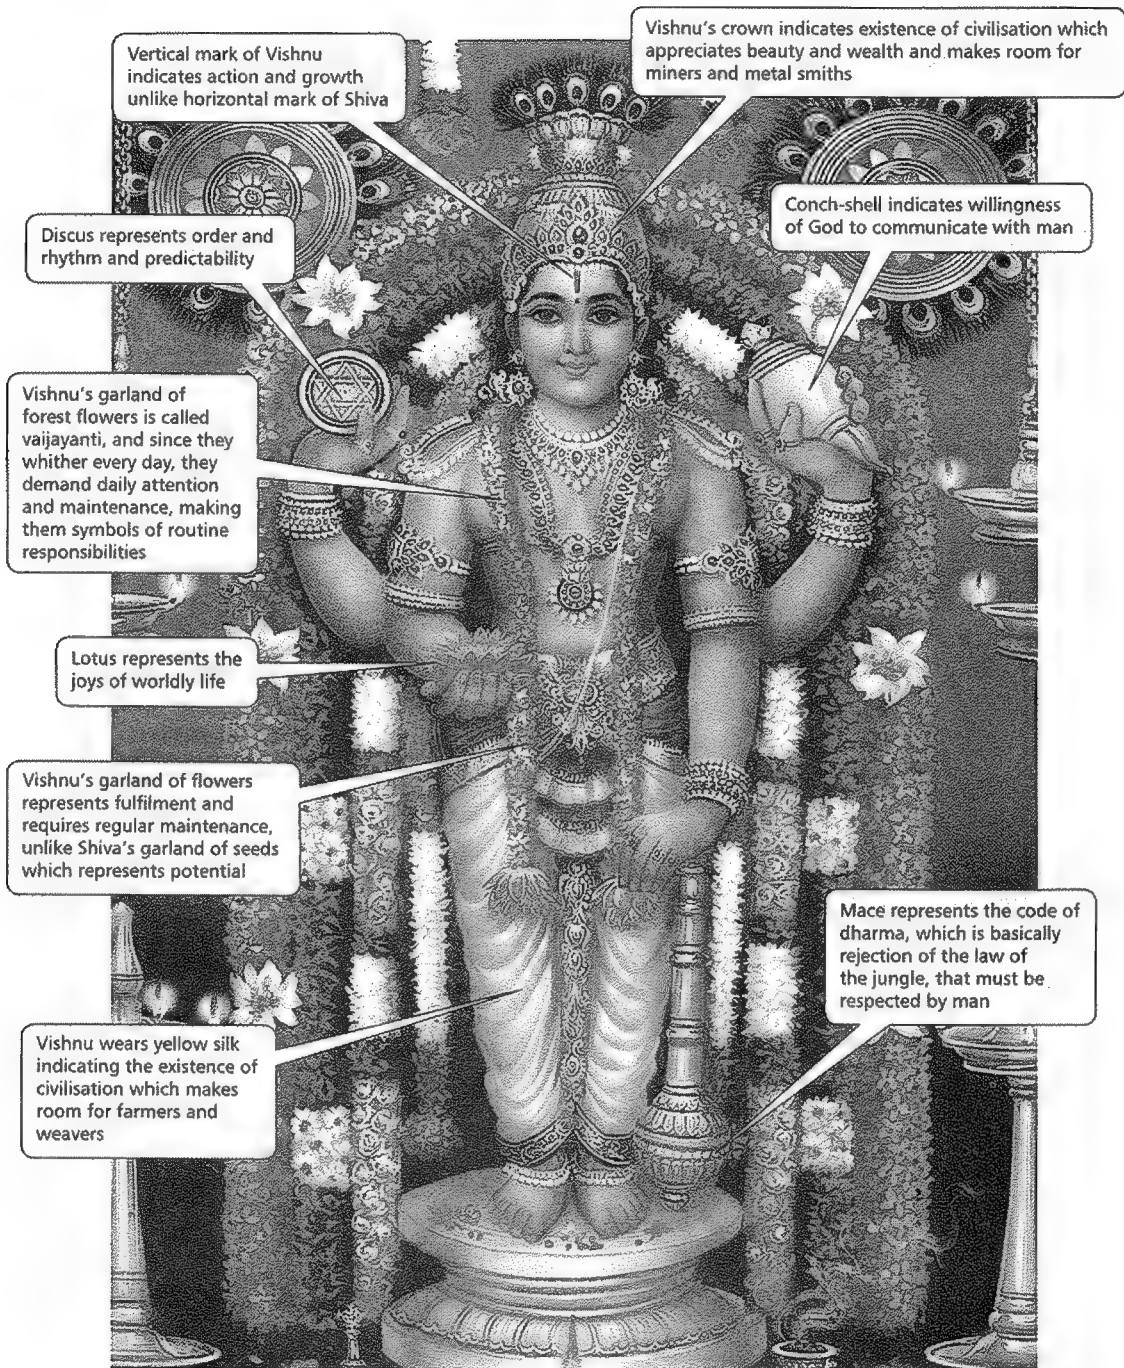 Vishnu's crown indicates existence of civilisation which
appreciates beauty and wealth and makes room for
miners and metal smiths
Vertical mark of Vishnu
indicates action and growth
unlike horizontal mark of Shiva
Conch-shell indicates willingness
of God to communicate with man
Discus represents order and
rhythm and predictability
Vishnu's garland of
forest flowers is called
vaijayanti, and since they
whither every day, they
demand daily attention
and maintenance, making
them symbols of routine
responsibilities
Lotus represents the
joys of worldly life
Vishnu's garland of flowers
represents fulfilment and
requires regular maintenance,
unlike Shiva's garland of seeds
which represents potential
Mace represents the code of
dharma, which is basically
rejection of the law of
the jungle, that must be
respected by man
Vishnu wears yellow silk
indicating the existence of
civilisation which makes
room for farmers and
weavers